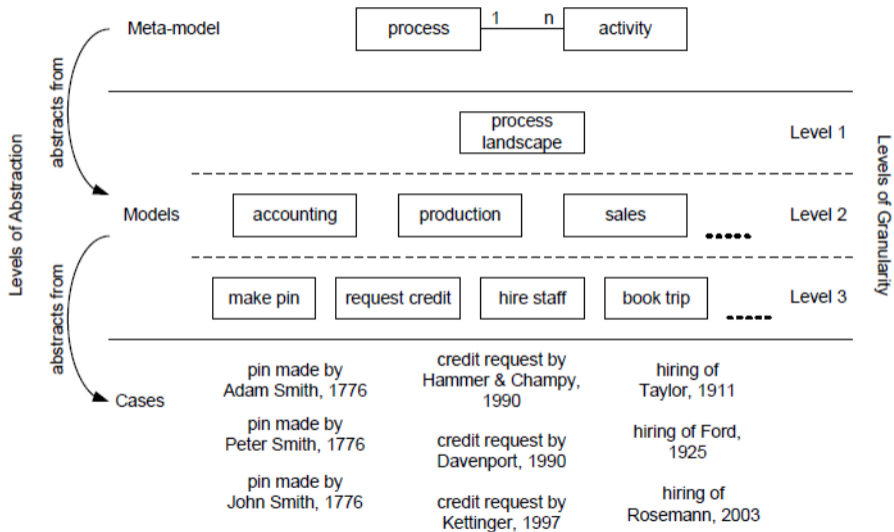 Meta-model
process
1
n
activity
abstracts from
Levels of Abstraction
process
landscape
Level 1
Levels of Granularity
Models
accounting
production
sales
Level 2
abstracts from
make pin
request credit
hire staff
book trip
Level 3
Cases
pin made by
Adam Smith, 1776
credit request by
Hammer & Champy,
1990
hiring of
Taylor, 1911
pin made by
Peter Smith, 1776
credit request by
Davenport, 1990
hiring of Ford,
1925
pin made by
John Smith, 1776
credit request by
Kettinger, 1997
hiring of
Rosemann, 2003